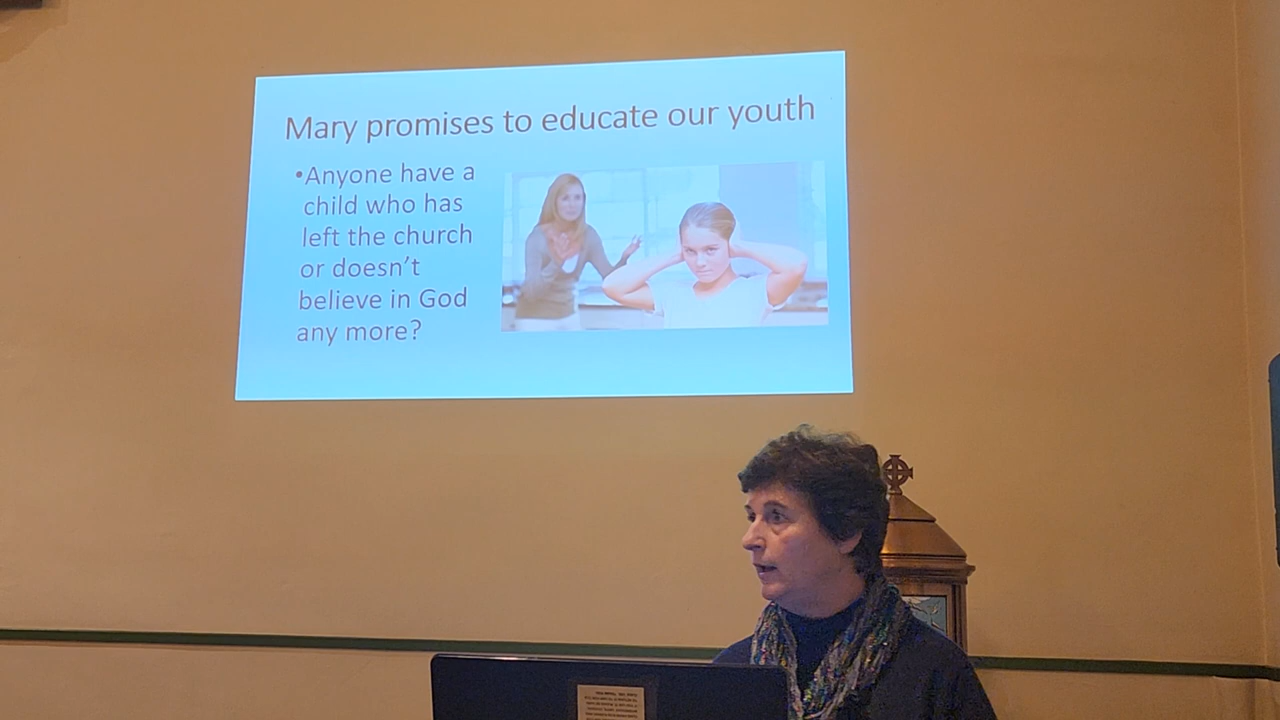 Mary promises to educate our youth
•Anyone have a
child who has
left the church
or doesn't
believe in God
any more?